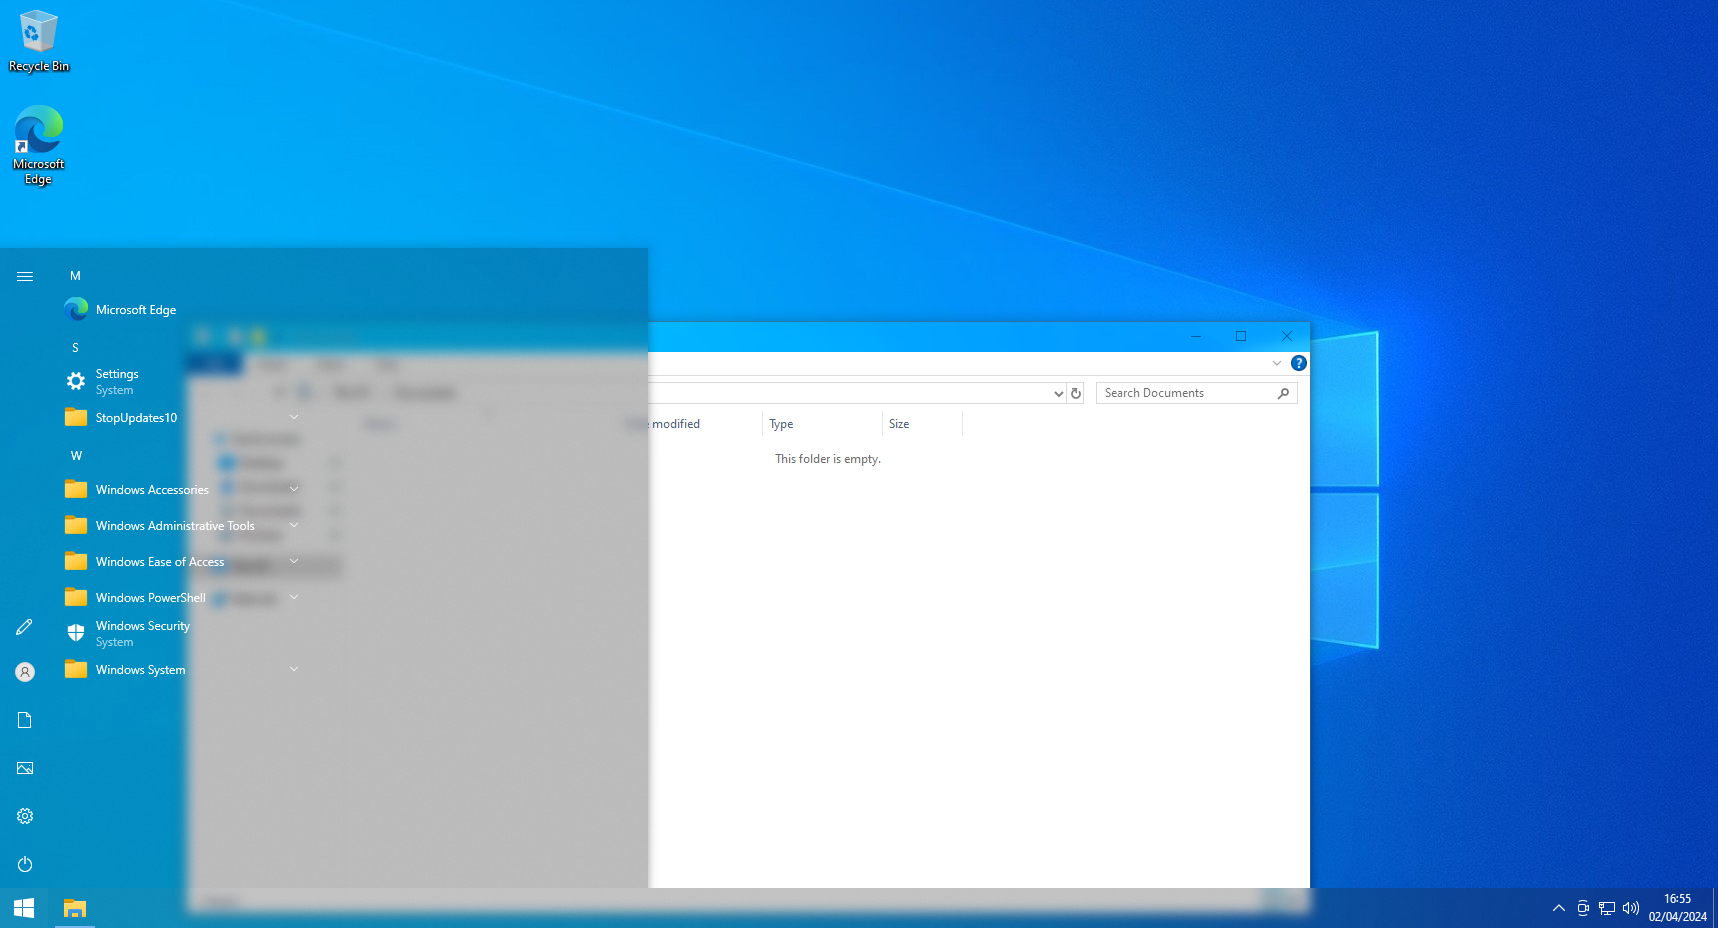 Recycle Bin
Microsoft
Edge
M
Microsoft Edge
S
Settings
System
StopUpdates10
W
Windows Accessories
Windows Administrative Tools
Windows Ease of Access
Windows PowerShell
Windows Security
System
Windows System
Search Documents
modified
Type
Size
This folder is empty.
16:55
02/04/2024